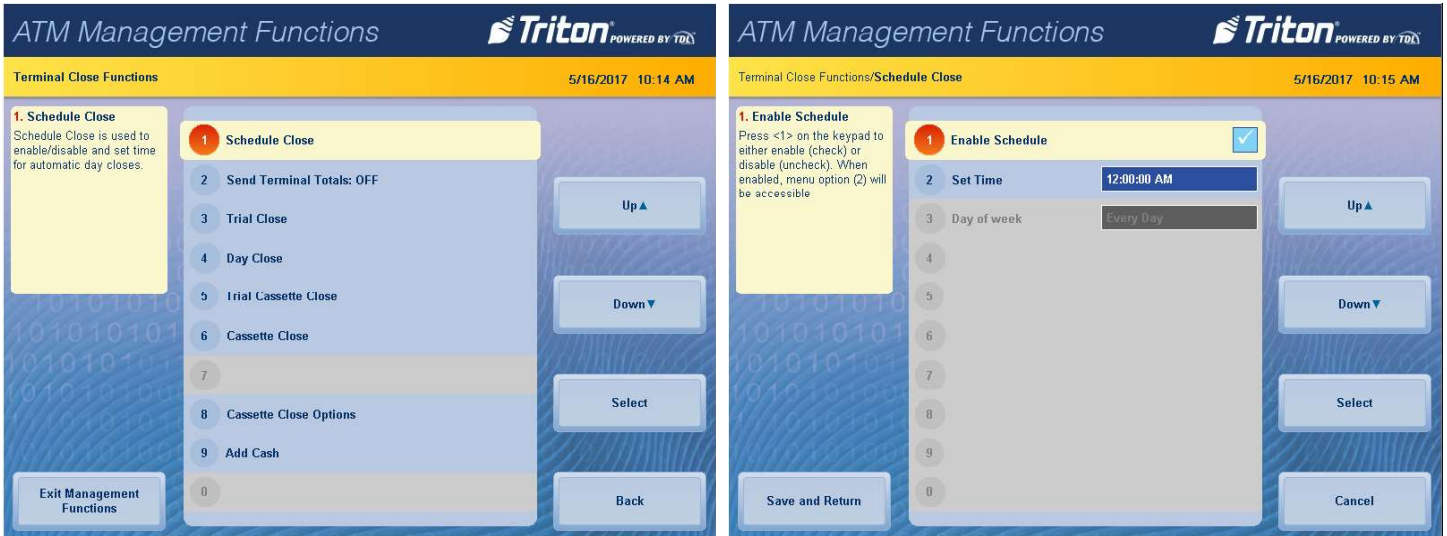 ATM Management Functions
Triton POWERED BY TDL
Terminal Close Functions
5/16/2017 10:14 AM
1. Schedule Close
Schedule Close is used to
enable/disable and set time
for automatic day closes.
1 Schedule Close
2 Send Terminal Totals: OFF
3 Trial Close
4 Day Close
5 Trial Cassette Close
6 Cassette Close
7
8 Cassette Close Options
9 Add Cash
0
Up▲
Down▼
Select
Back
Exit Management
Functions
ATM Management Functions
Triton POWERED BY TDL
Terminal Close Functions/Schedule Close
5/16/2017 10:15 AM
1. Enable Schedule
Press <1> on the keypad to
either enable (check) or
disable (uncheck). When
enabled, menu option (2) will
be accessible
1 Enable Schedule
2 Set Time 12:00:00 AM
3 Day of week Every Day
4
5
6
7
8
9
0
Up▲
Down▼
Select
Cancel
Save and Return